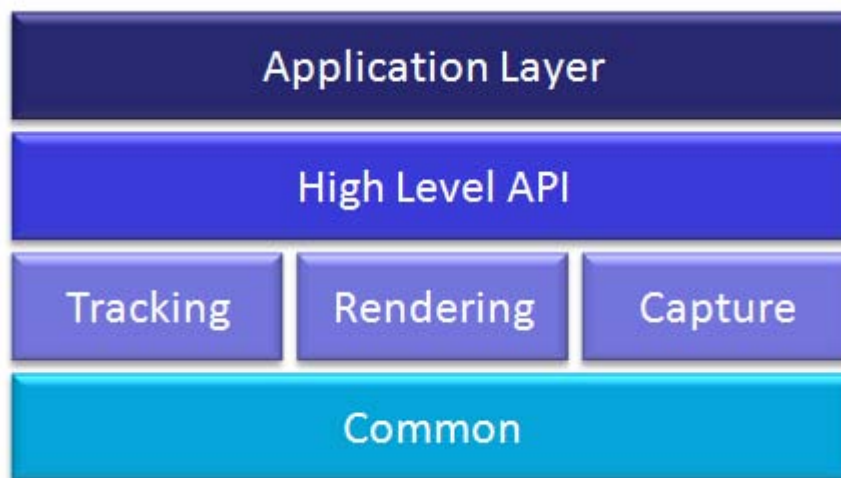 Application Layer
High Level API
Tracking Rendering Capture
Common